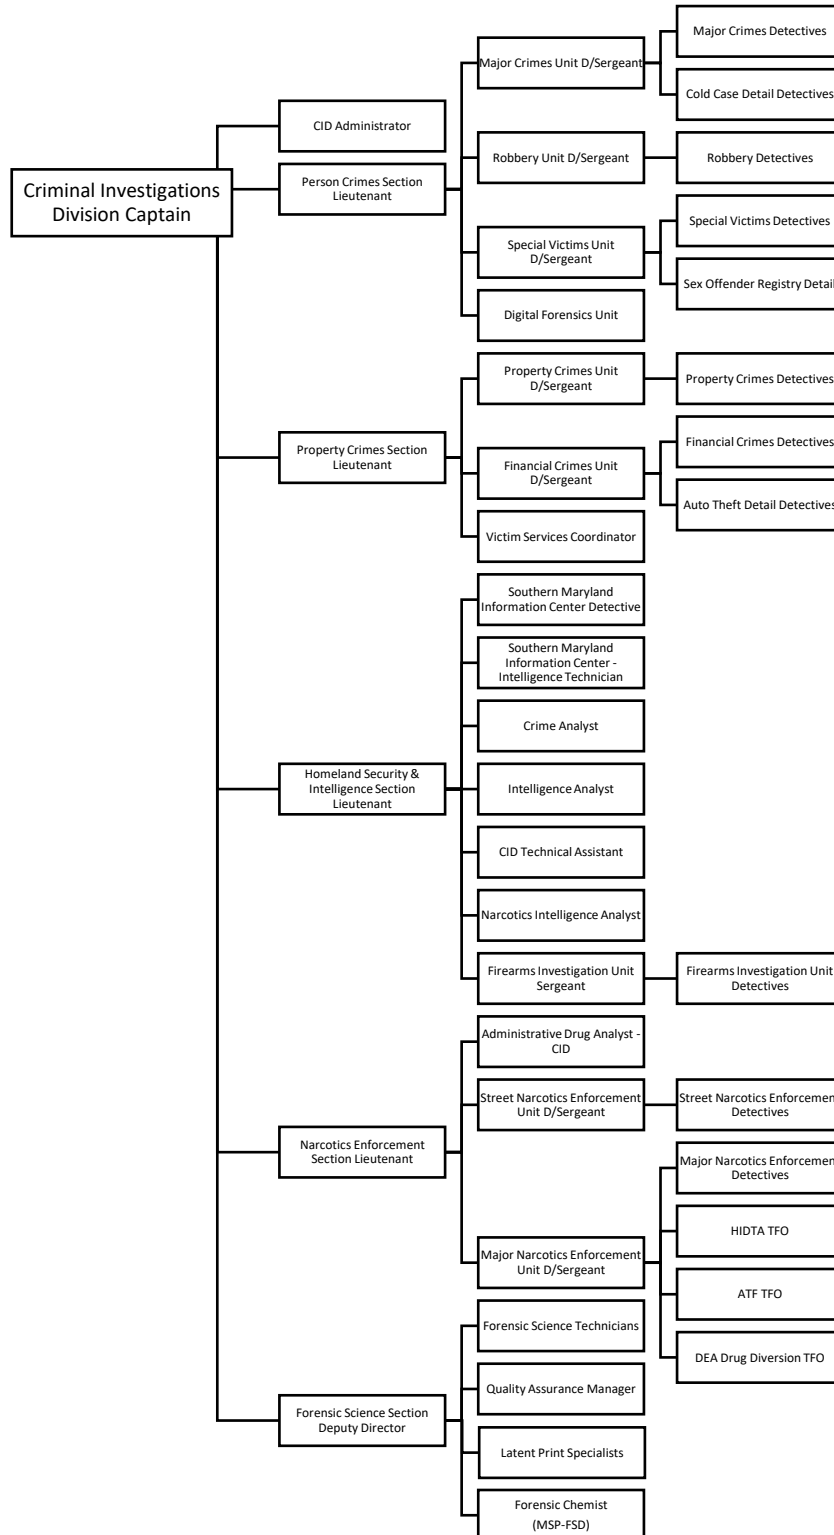 Criminal Investigations
Division Captain
CID Administrator
Person Crimes Section
Lieutenant
Major Crimes Unit D/Sergeant
Major Crimes Detectives
Cold Case Detail Detectives
Robbery Unit D/Sergeant
Robbery Detectives
Special Victims Unit
D/Sergeant
Special Victims Detectives
Sex Offender Registry Detail
Digital Forensics Unit
Property Crimes Section
Lieutenant
Property Crimes Unit
D/Sergeant
Property Crimes Detectives
Financial Crimes Unit
D/Sergeant
Financial Crimes Detectives
Auto Theft Detail Detectives
Victim Services Coordinator
Homeland Security &
Intelligence Section
Lieutenant
Southern Maryland
Information Center Detective
Southern Maryland
Information Center -
Intelligence Technician
Crime Analyst
Intelligence Analyst
CID Technical Assistant
Narcotics Intelligence Analyst
Firearms Investigation Unit
Sergeant
Firearms Investigation Unit
Detectives
Narcotics Enforcement
Section Lieutenant
Administrative Drug Analyst -
CID
Street Narcotics Enforcement
Unit D/Sergeant
Street Narcotics Enforcement
Detectives
Major Narcotics Enforcement
Unit D/Sergeant
Major Narcotics Enforcement
Detectives
HIDTA TFO
ATF TFO
DEA Drug Diversion TFO
Forensic Science Section
Deputy Director
Forensic Science Technicians
Quality Assurance Manager
Latent Print Specialists
Forensic Chemist
(MSP-FSD)